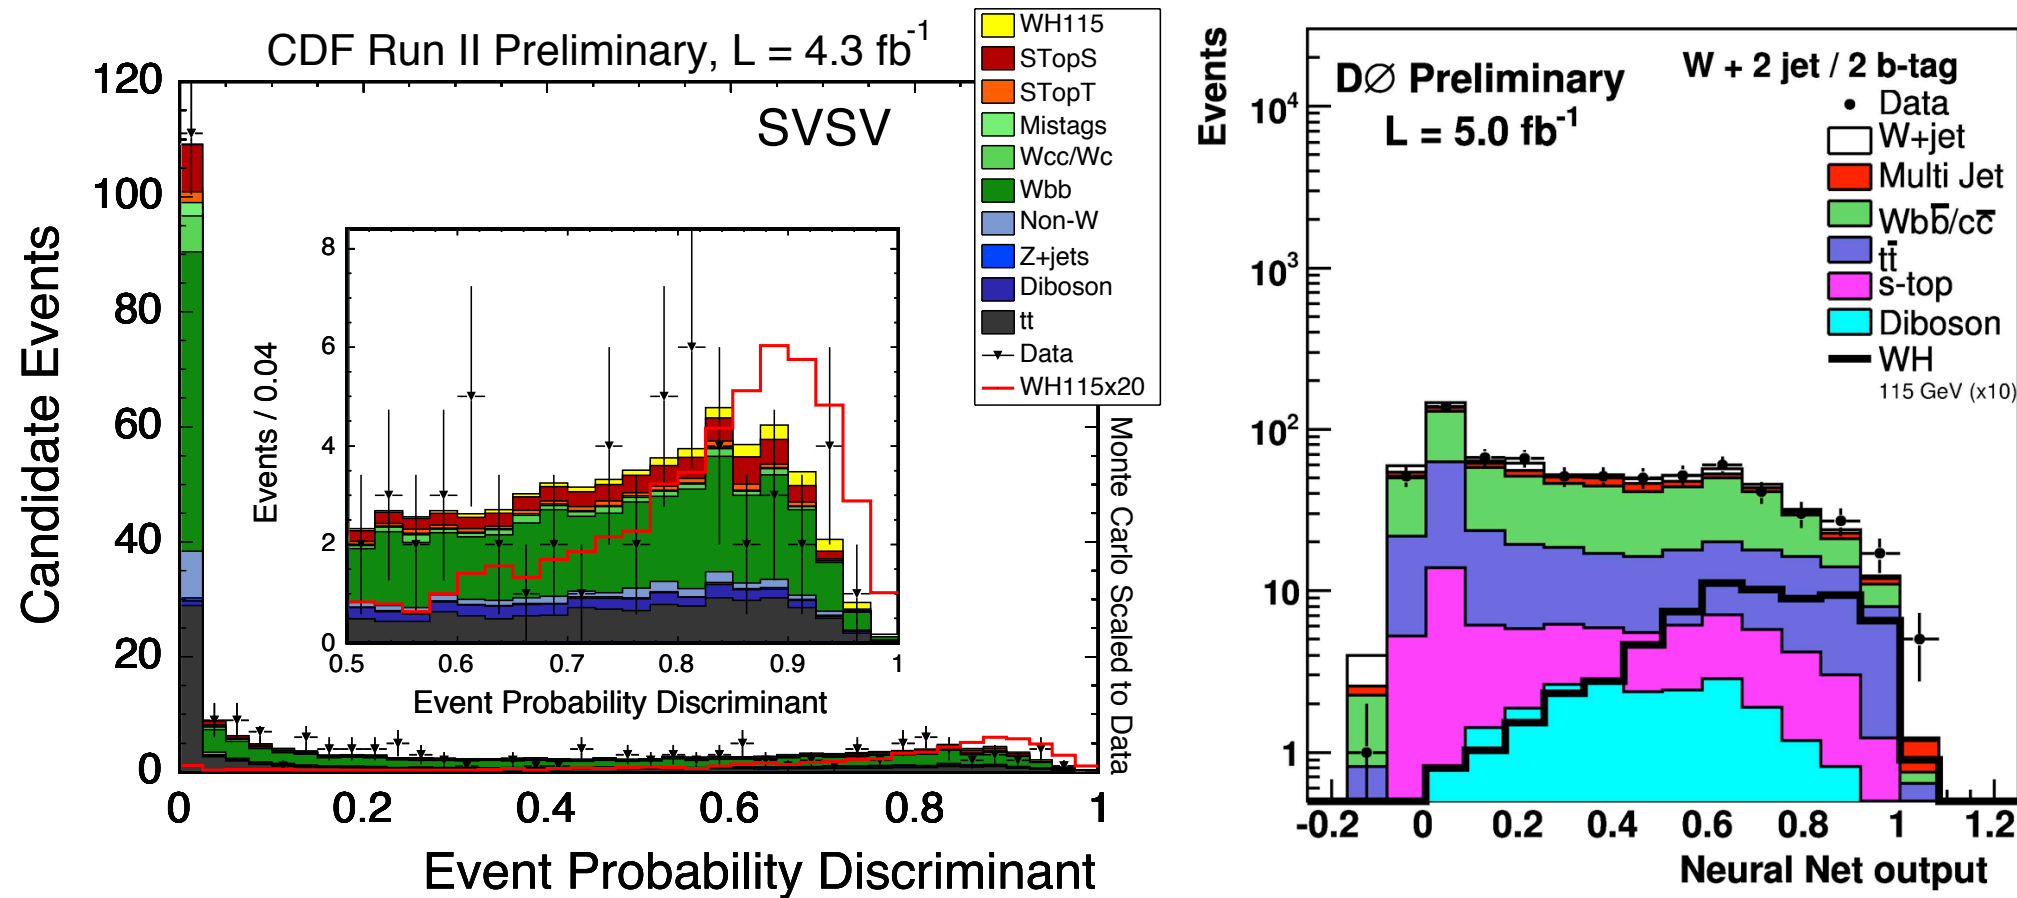 CDF Run II Preliminary, L = 4.3 fb⁻¹
SVSV
WH115
STopS
STopT
Mistags
Wcc/Wc
Wbb
Non-W
Z+jets
Diboson
tt
Data
WH115x20
Candidate Events
120
100
80
60
40
20
0
0 0.2 0.4 0.6 0.8 1
Event Probability Discriminant
Events / 0.04
8
6
4
2
0
0.5 0.6 0.7 0.8 0.9 1
Event Probability Discriminant
Monte Carlo Scaled to Data
Events
DØ Preliminary
L = 5.0 fb⁻¹
W + 2 jet / 2 b-tag
Data
W+jet
Multi Jet
Wbb̅/cc̅
tt̅
s-top
Diboson
WH
115 GeV (x10)
10⁴
10³
10²
10
1
-0.2 0 0.2 0.4 0.6 0.8 1 1.2
Neural Net output